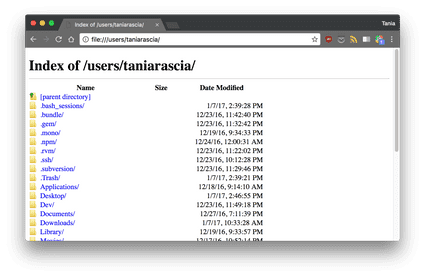 Index of /users/taniarascia/
Tania
file:///users/taniarascia/
Index of /users/taniarascia/
Name Size Date Modified
[parent directory]
.bash_sessions/ 1/7/17, 2:39:28 PM
.bundle/ 12/23/16, 11:42:40 PM
.gem/ 12/23/16, 11:32:42 PM
.mono/ 12/19/16, 9:34:33 PM
.npm/ 12/24/16, 12:00:31 AM
.rvm/ 12/23/16, 11:22:02 PM
.ssh/ 12/23/16, 10:12:28 PM
.subversion/ 12/23/16, 11:29:46 PM
.Trash/ 1/7/17, 2:39:21 PM
Applications/ 12/18/16, 9:14:10 AM
Desktop/ 1/7/17, 2:46:55 PM
Dev/ 12/23/16, 11:49:18 PM
Documents/ 12/27/16, 7:11:39 PM
Downloads/ 1/7/17, 10:33:28 AM
Library/ 12/19/16, 9:33:57 PM